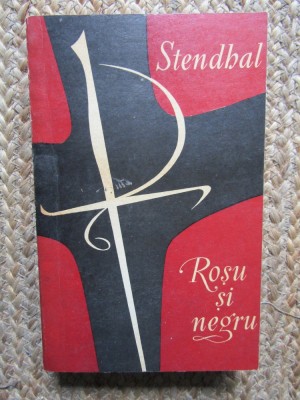 Stendhal
Roșu
și
negru